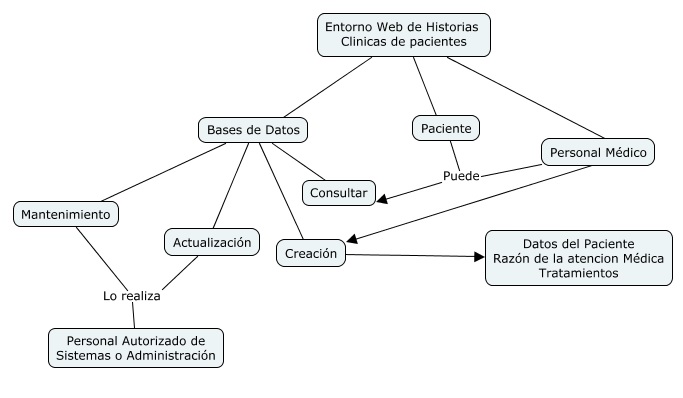 Entorno Web de Historias
Clinicas de pacientes
Bases de Datos
Paciente
Personal Médico
Puede
Consultar
Mantenimiento
Actualización
Creación
Datos del Paciente
Razón de la atencion Médica
Tratamientos
Lo realiza
Personal Autorizado de
Sistemas o Administración